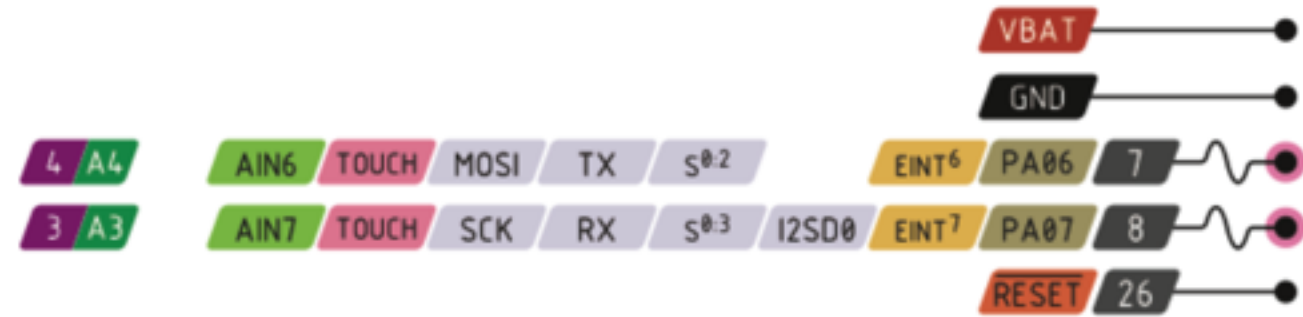 VBAT
GND
4 A4 AIN6 TOUCH MOSI TX S0:2 EINT6 PA06 7
3 A3 AIN7 TOUCH SCK RX S0:3 I2SD0 EINT7 PA07 8
RESET 26